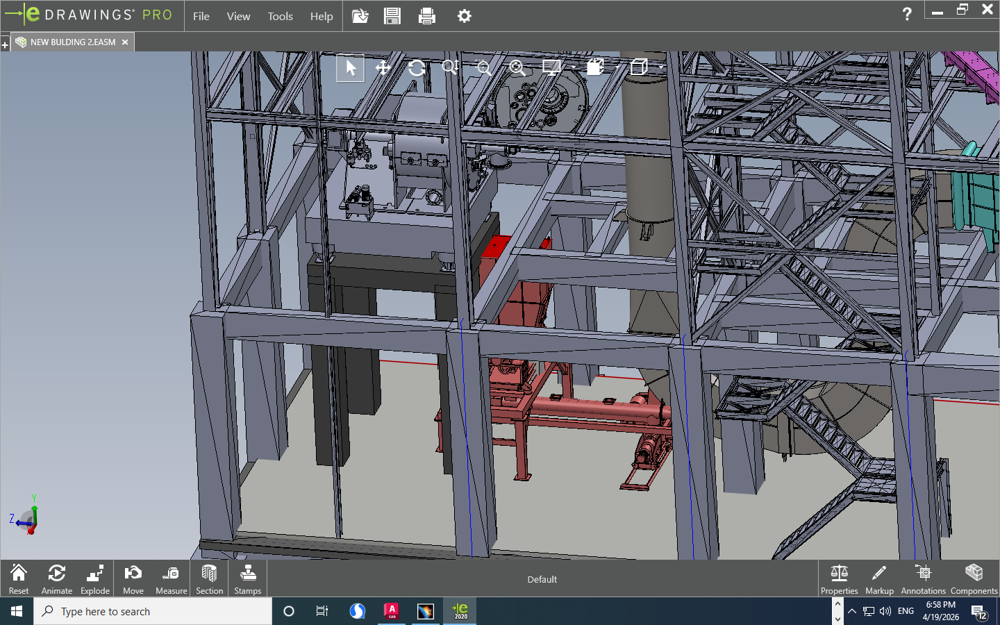 eDRAWINGS® PRO
File View Tools Help
?
+
NEW BULDING 2.EASM ×
Y
Z
Reset Animate Explode Move Measure Section Stamps
Default
Properties Markup Annotations Components
Type here to search
A
CAD
e
2020
ENG
6:58 PM
4/19/2026
12